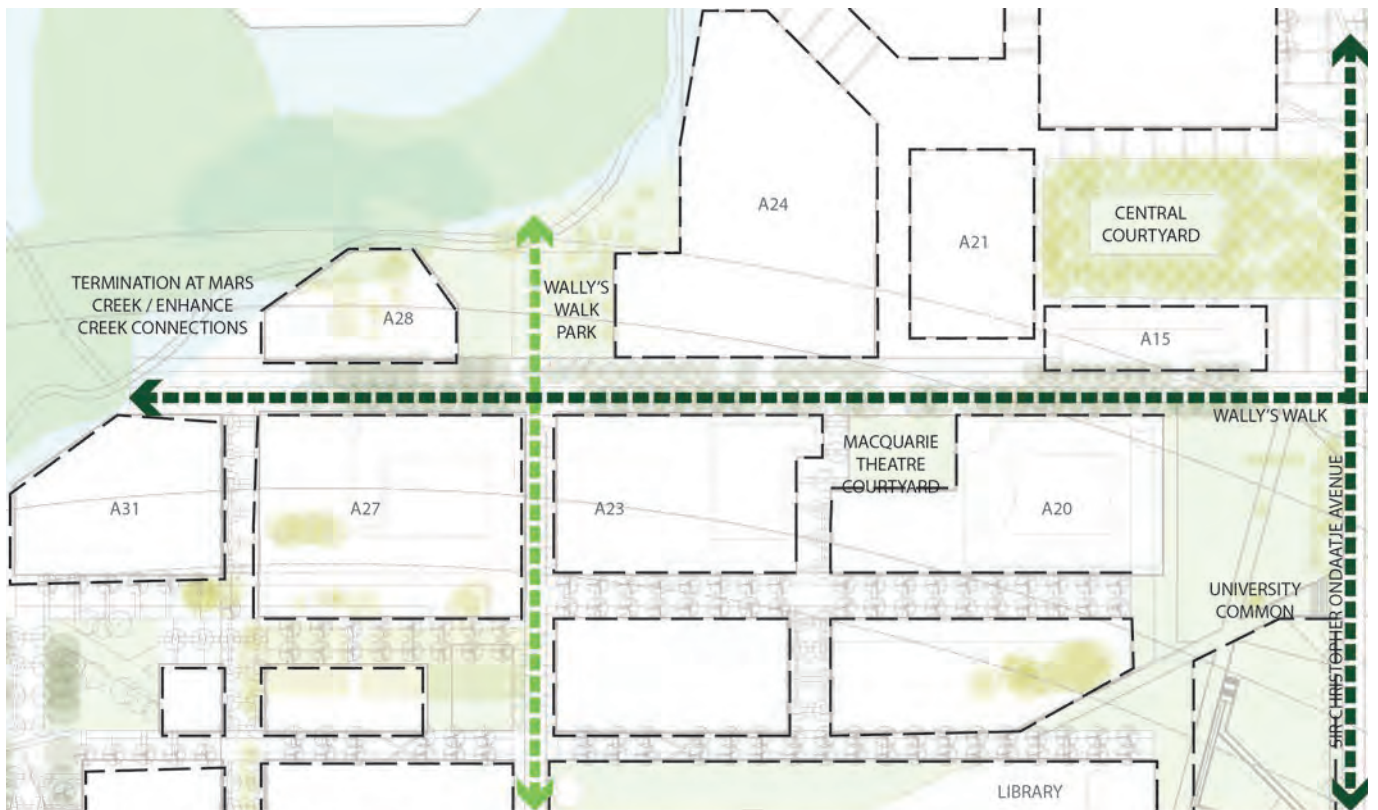 A24
CENTRAL
COURTYARD
A21
TERMINATION AT MARS
CREEK / ENHANCE
CREEK CONNECTIONS
WALLY'S
WALK
PARK
A28
A15
WALLY'S WALK
MACQUARIE
THEATRE
COURTYARD
A31
A27
A23
A20
UNIVERSITY
COMMON
SIR CHRISTOPHER ONDAATJE AVENUE
LIBRARY